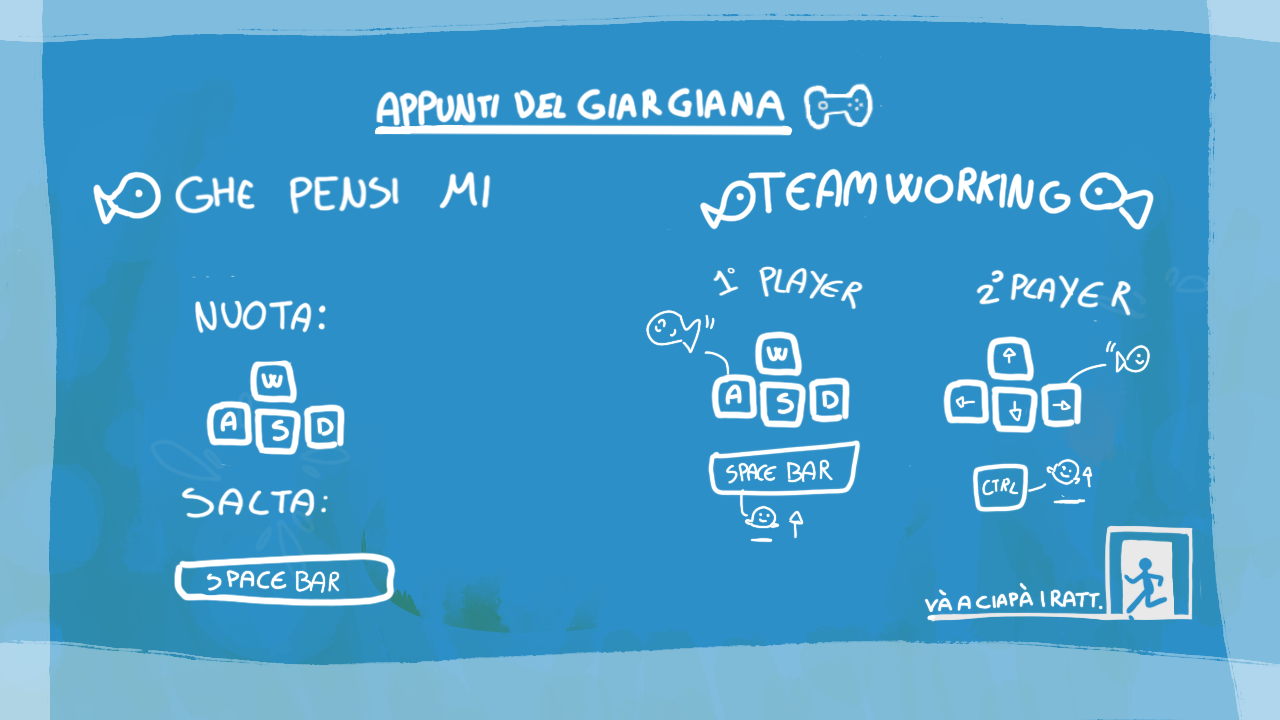 APPUNTI DEL GIARGIANA
GHE PENSI MI
NUOTA:
W
A S D
SALTA:
SPACE BAR
TEAMWORKING
1° PLAYER
W
A S D
SPACE BAR
2° PLAYER
↑
← ↓ →
CTRL
VÀ A CIAPÀ I RATT.